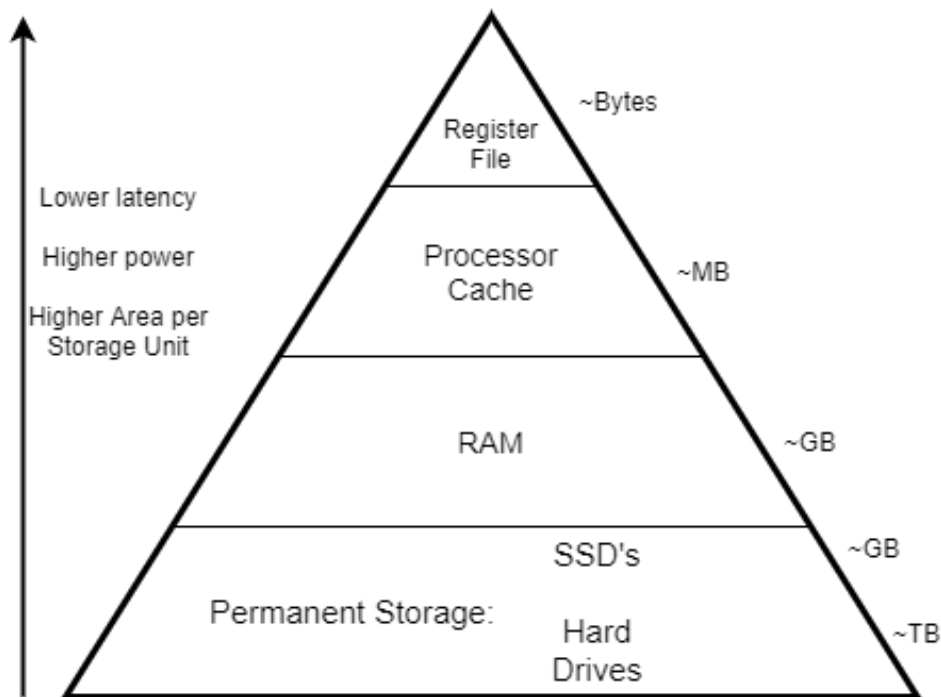 ~Bytes
Register
File
Lower latency
Higher power
Higher Area per
Storage Unit
Processor
Cache
~MB
RAM
~GB
SSD's
~GB
Permanent Storage:
Hard
Drives
~TB